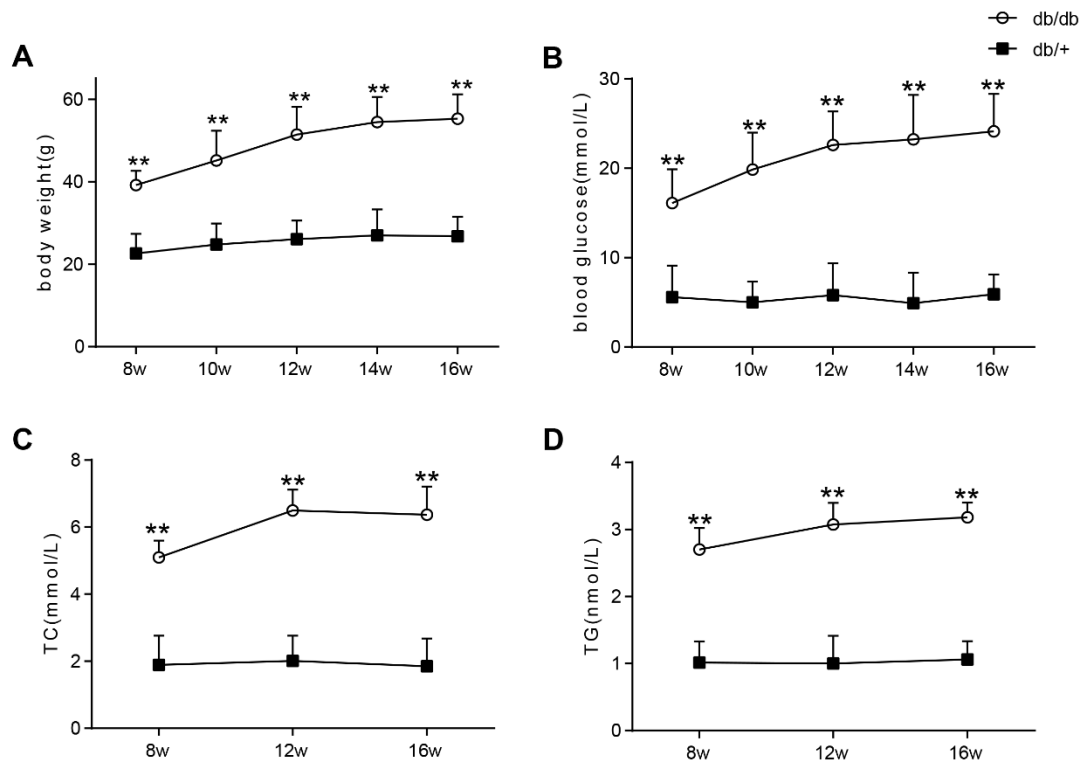 db/db
db/+
A
body weight(g)
60
40
20
0
** ** ** ** **
8w 10w 12w 14w 16w
B
blood glucose(mmol/L)
30
20
10
0
** ** ** ** **
8w 10w 12w 14w 16w
C
TC(mmol/L)
8
6
4
2
0
** ** **
8w 12w 16w
D
TG(nmol/L)
4
3
2
1
0
** ** **
8w 12w 16w